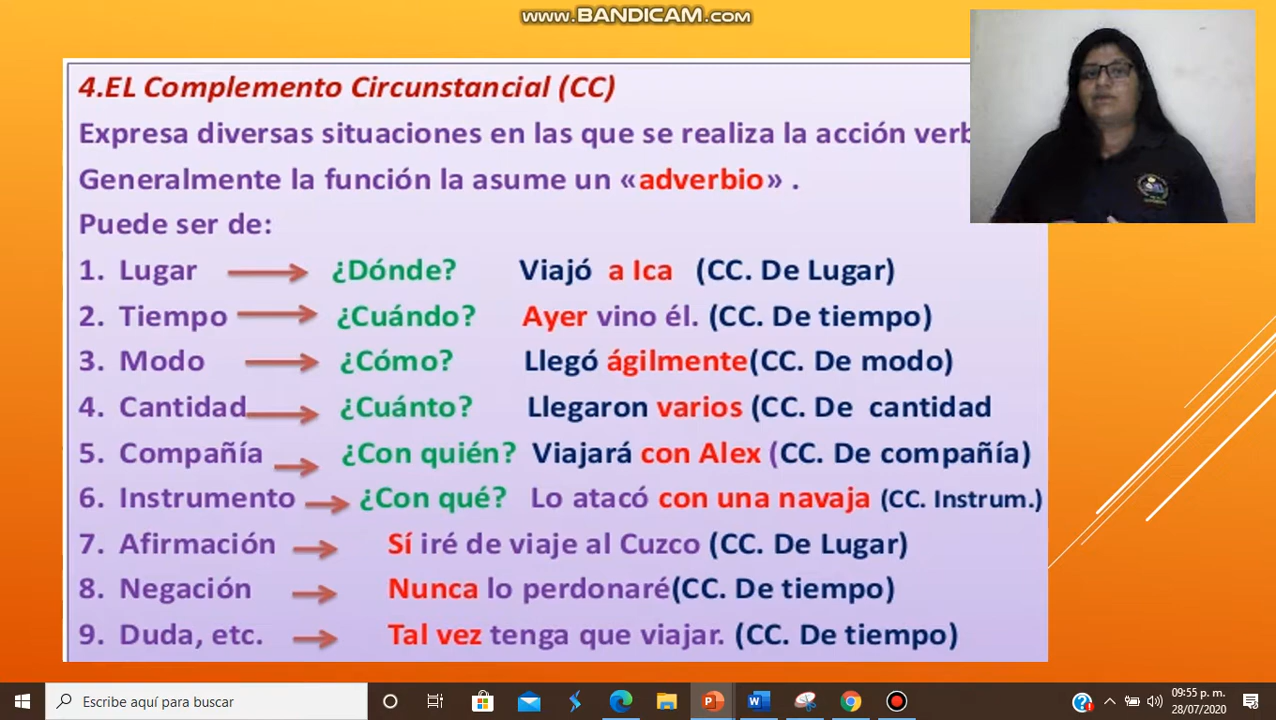 www.BANDICAM.com
4.EL Complemento Circunstancial (CC)
Expresa diversas situaciones en las que se realiza la acción verb
Generalmente la función la asume un «adverbio» .
Puede ser de:
1. Lugar ¿Dónde? Viajó a Ica (CC. De Lugar)
2. Tiempo ¿Cuándo? Ayer vino él. (CC. De tiempo)
3. Modo ¿Cómo? Llegó ágilmente(CC. De modo)
4. Cantidad ¿Cuánto? Llegaron varios (CC. De cantidad
5. Compañía ¿Con quién? Viajará con Alex (CC. De compañía)
6. Instrumento ¿Con qué? Lo atacó con una navaja (CC. Instrum.)
7. Afirmación Sí iré de viaje al Cuzco (CC. De Lugar)
8. Negación Nunca lo perdonaré(CC. De tiempo)
9. Duda, etc. Tal vez tenga que viajar. (CC. De tiempo)
Escribe aquí para buscar
09:55 p. m.
28/07/2020